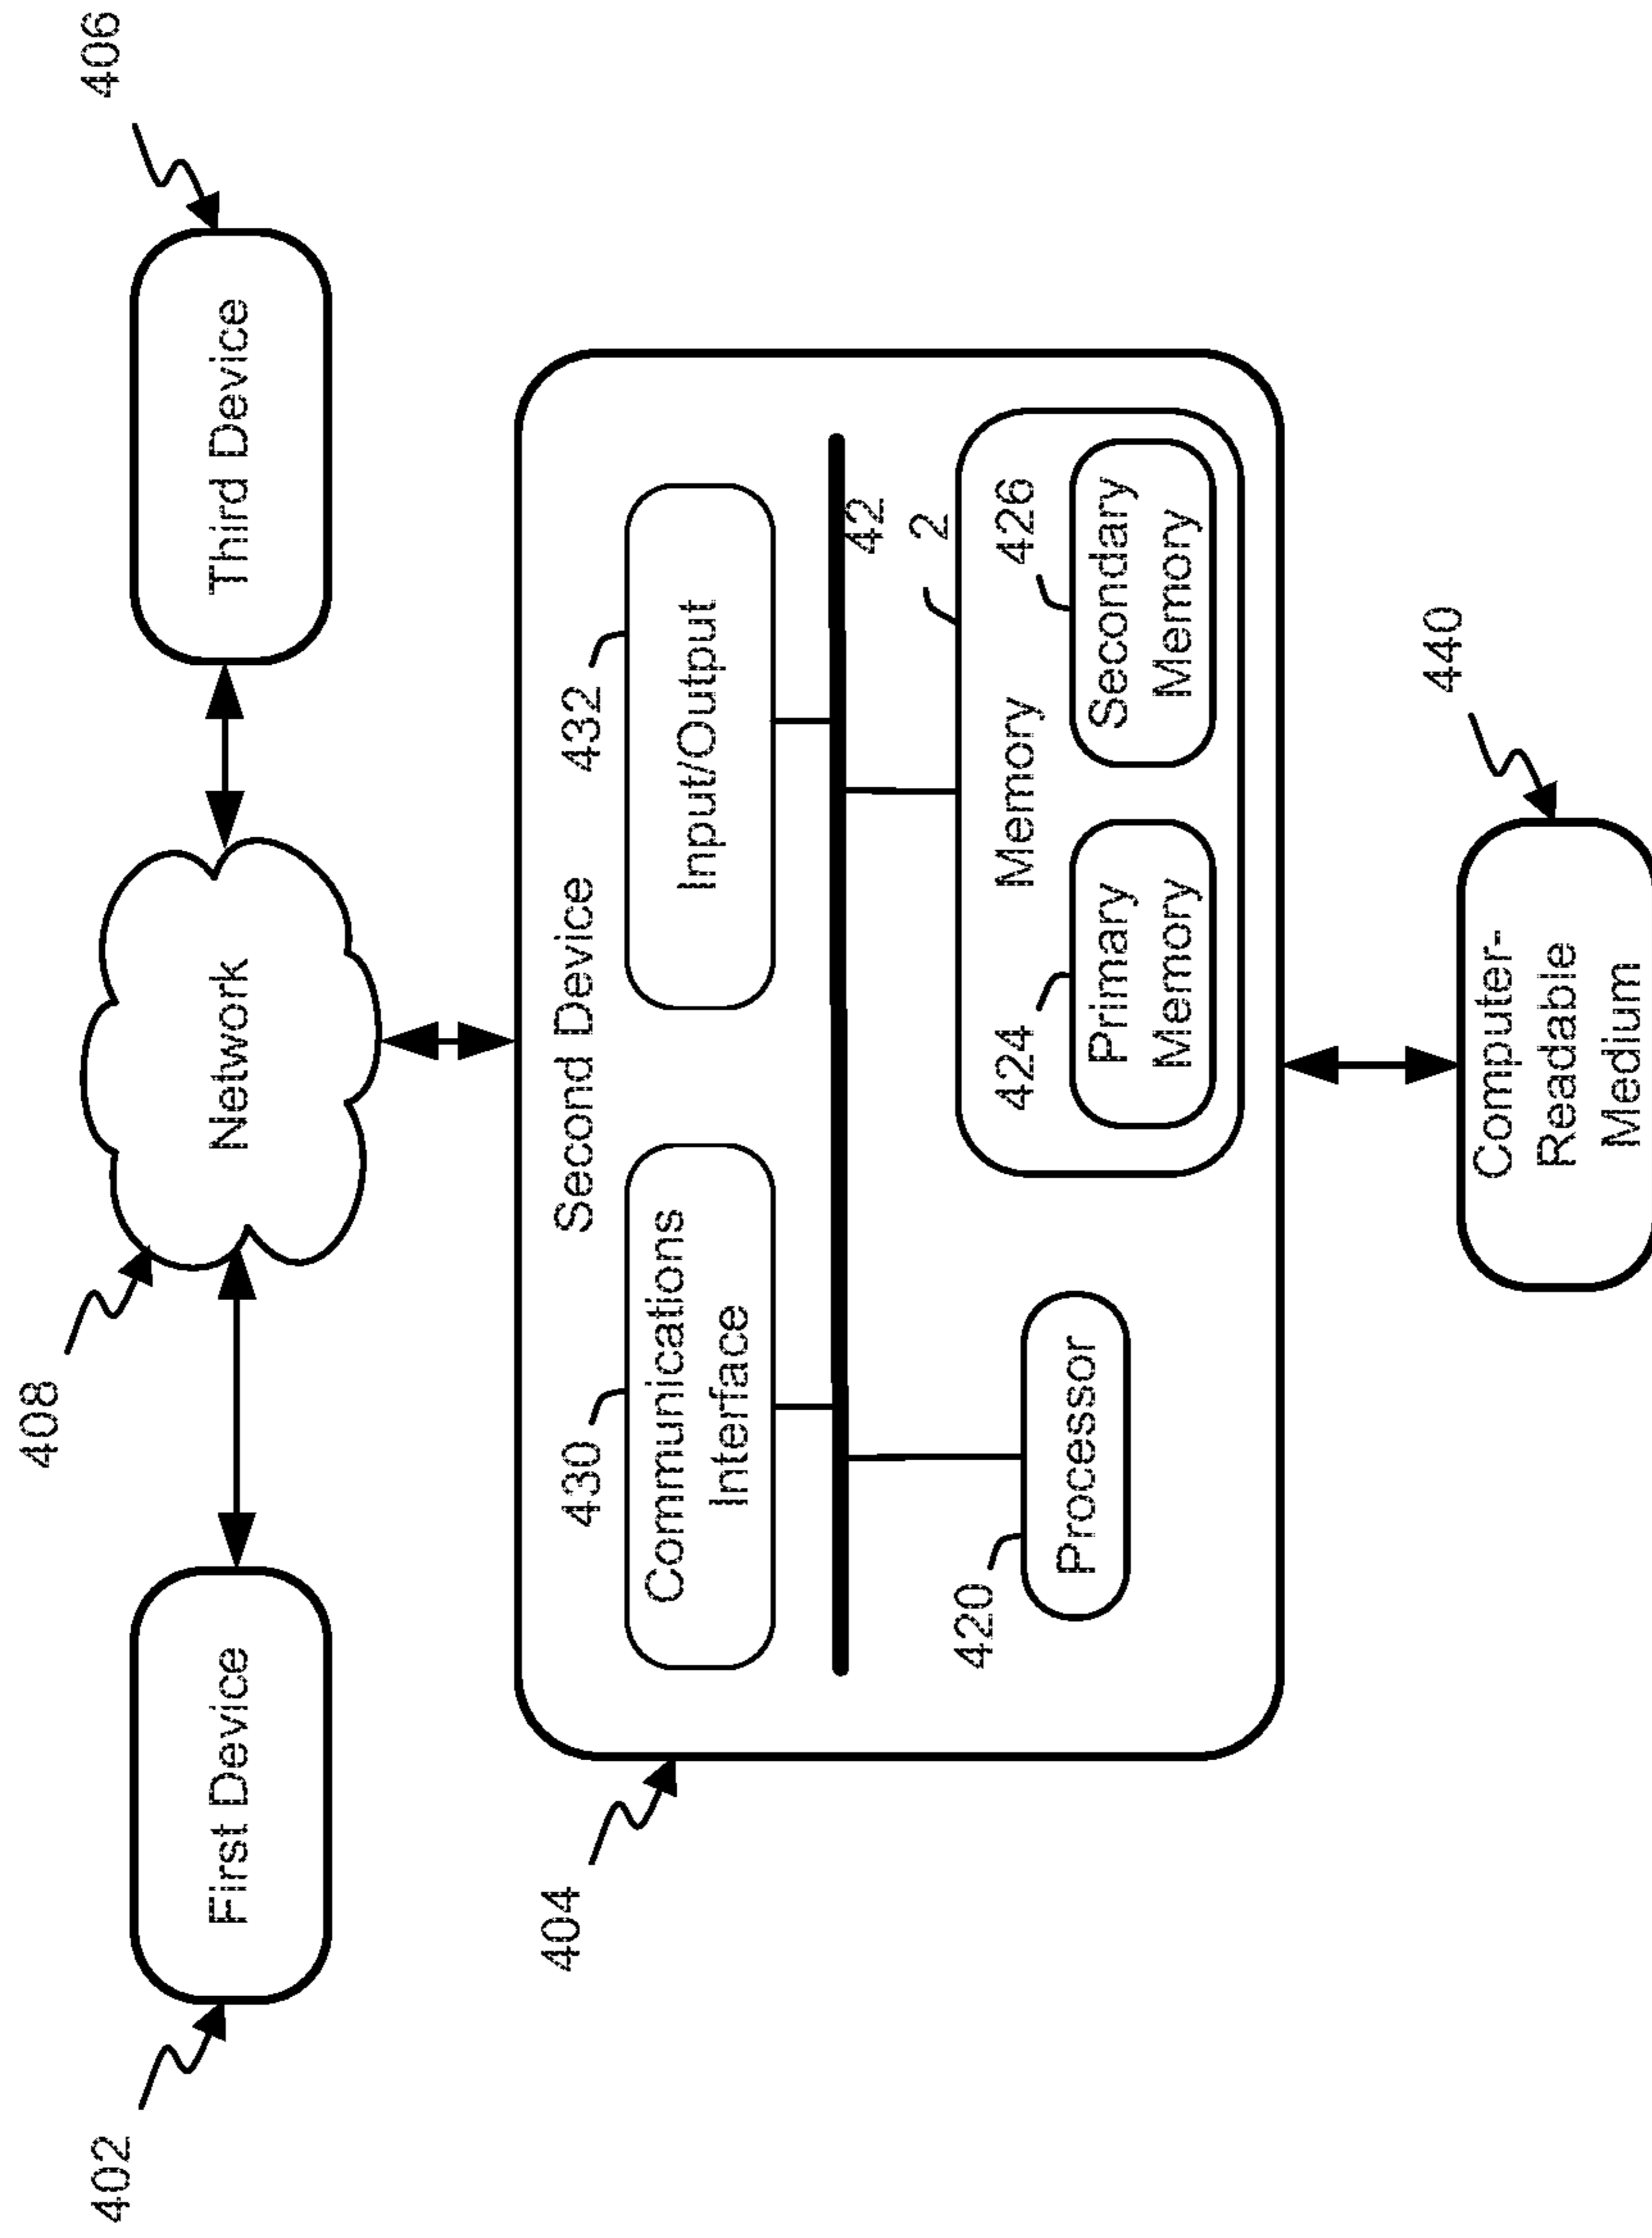 402
First Device
408
Network
406
Third Device
404
Second Device
430
Communications
Interface
432
Input/Output
420
Processor
42
2
Memory
424
Primary
Memory
426
Secondary
Memory
440
Computer-
Readable
Medium